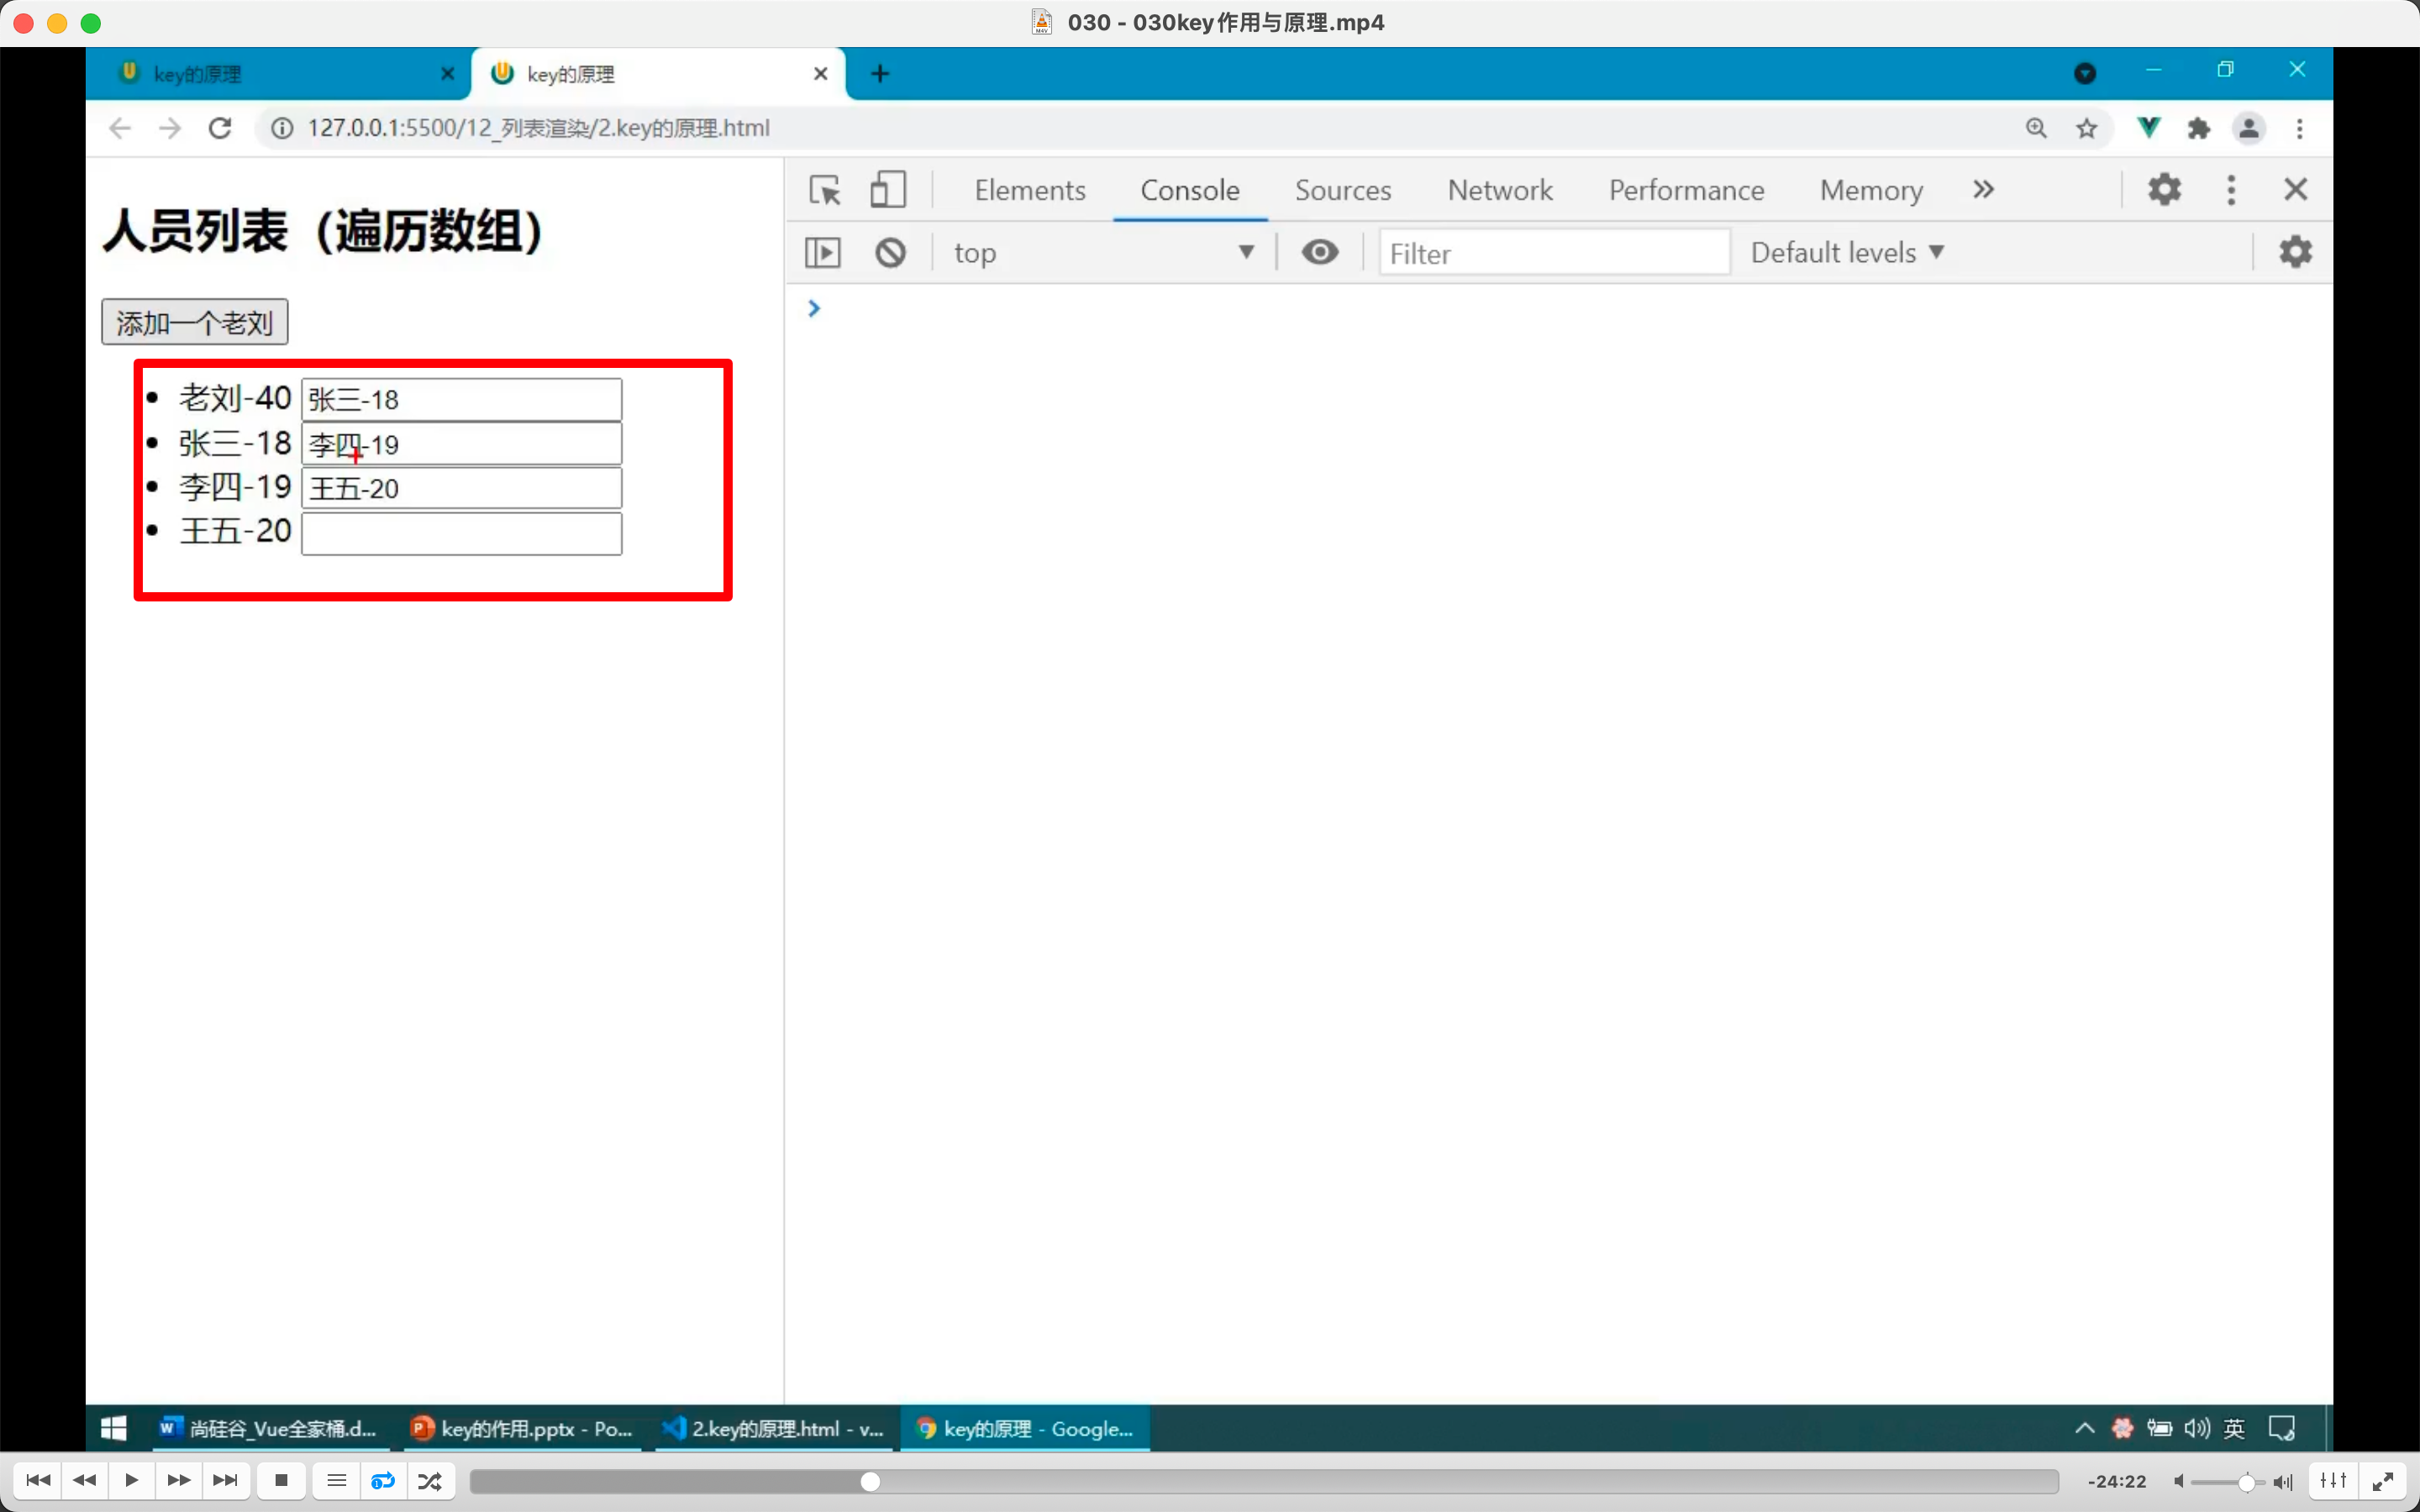 030 - 030key作用与原理.mp4
key的原理
key的原理
127.0.0.1:5500/12_列表渲染/2.key的原理.html
Elements Console Sources Network Performance Memory
top Filter Default levels
人员列表（遍历数组）
添加一个老刘
老刘-40 张三-18
张三-18 李四-19
李四-19 王五-20
王五-20
尚硅谷_Vue全家桶.d... key的作用.pptx - Po... 2.key的原理.html - v... key的原理 - Google... 英
-24:22